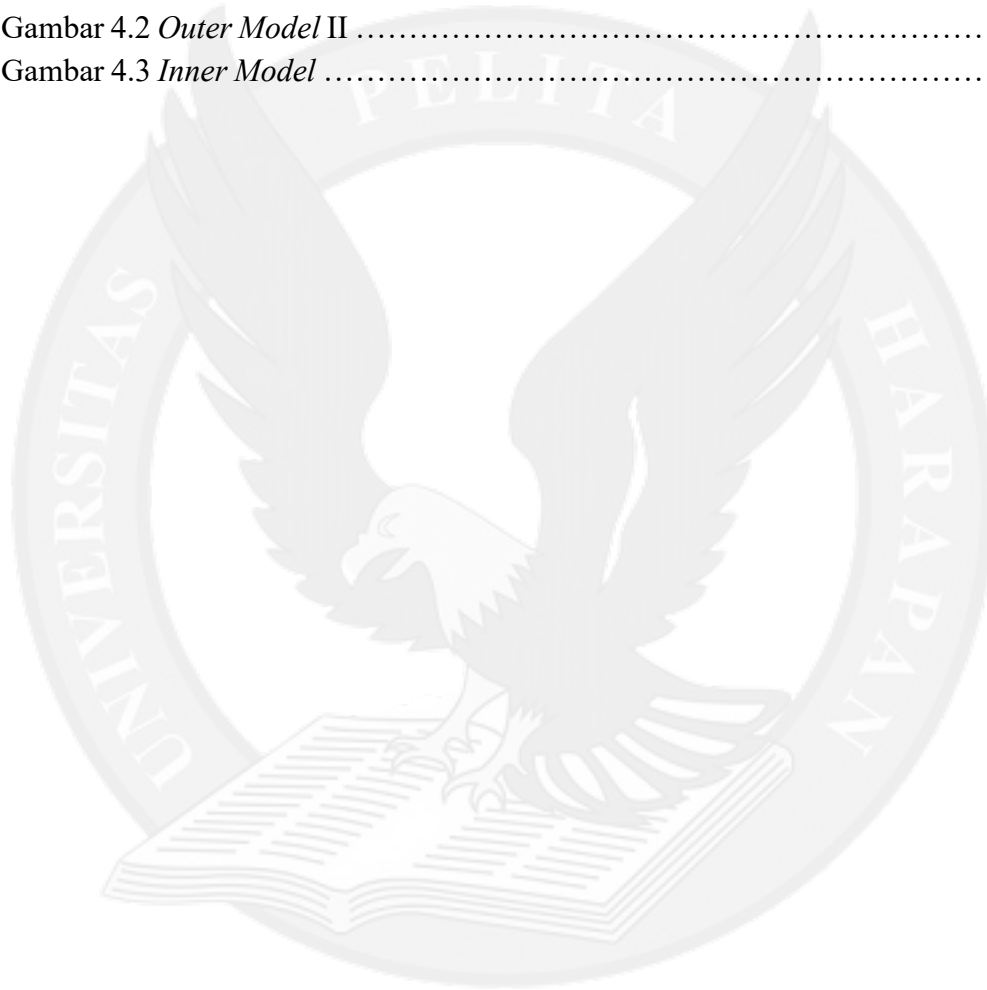 Gambar 4.2 Outer Model II ……………………………………………………
Gambar 4.3 Inner Model ………………………………………………………
PELITA
UNIVERSITAS
HARAPAN